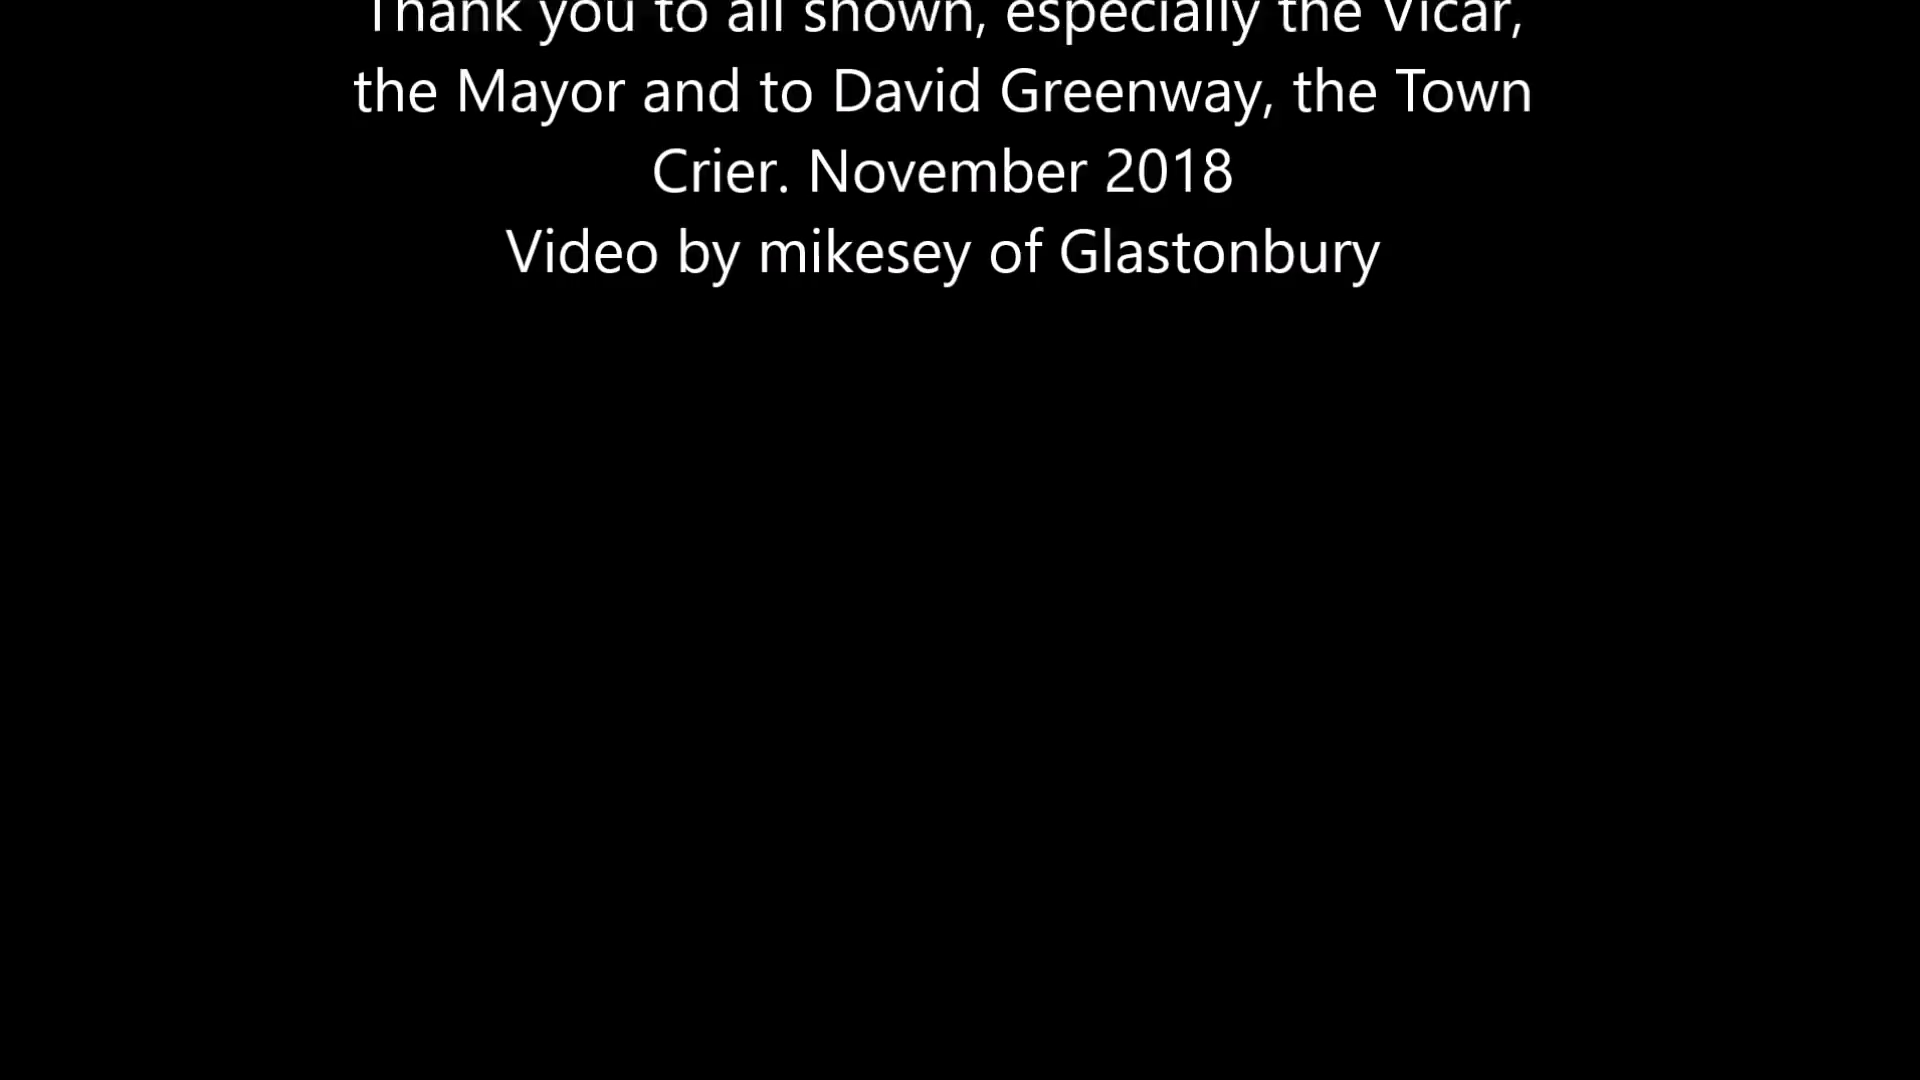 Thank you to all shown, especially the Vicar,
the Mayor and to David Greenway, the Town
Crier. November 2018
Video by mikesey of Glastonbury